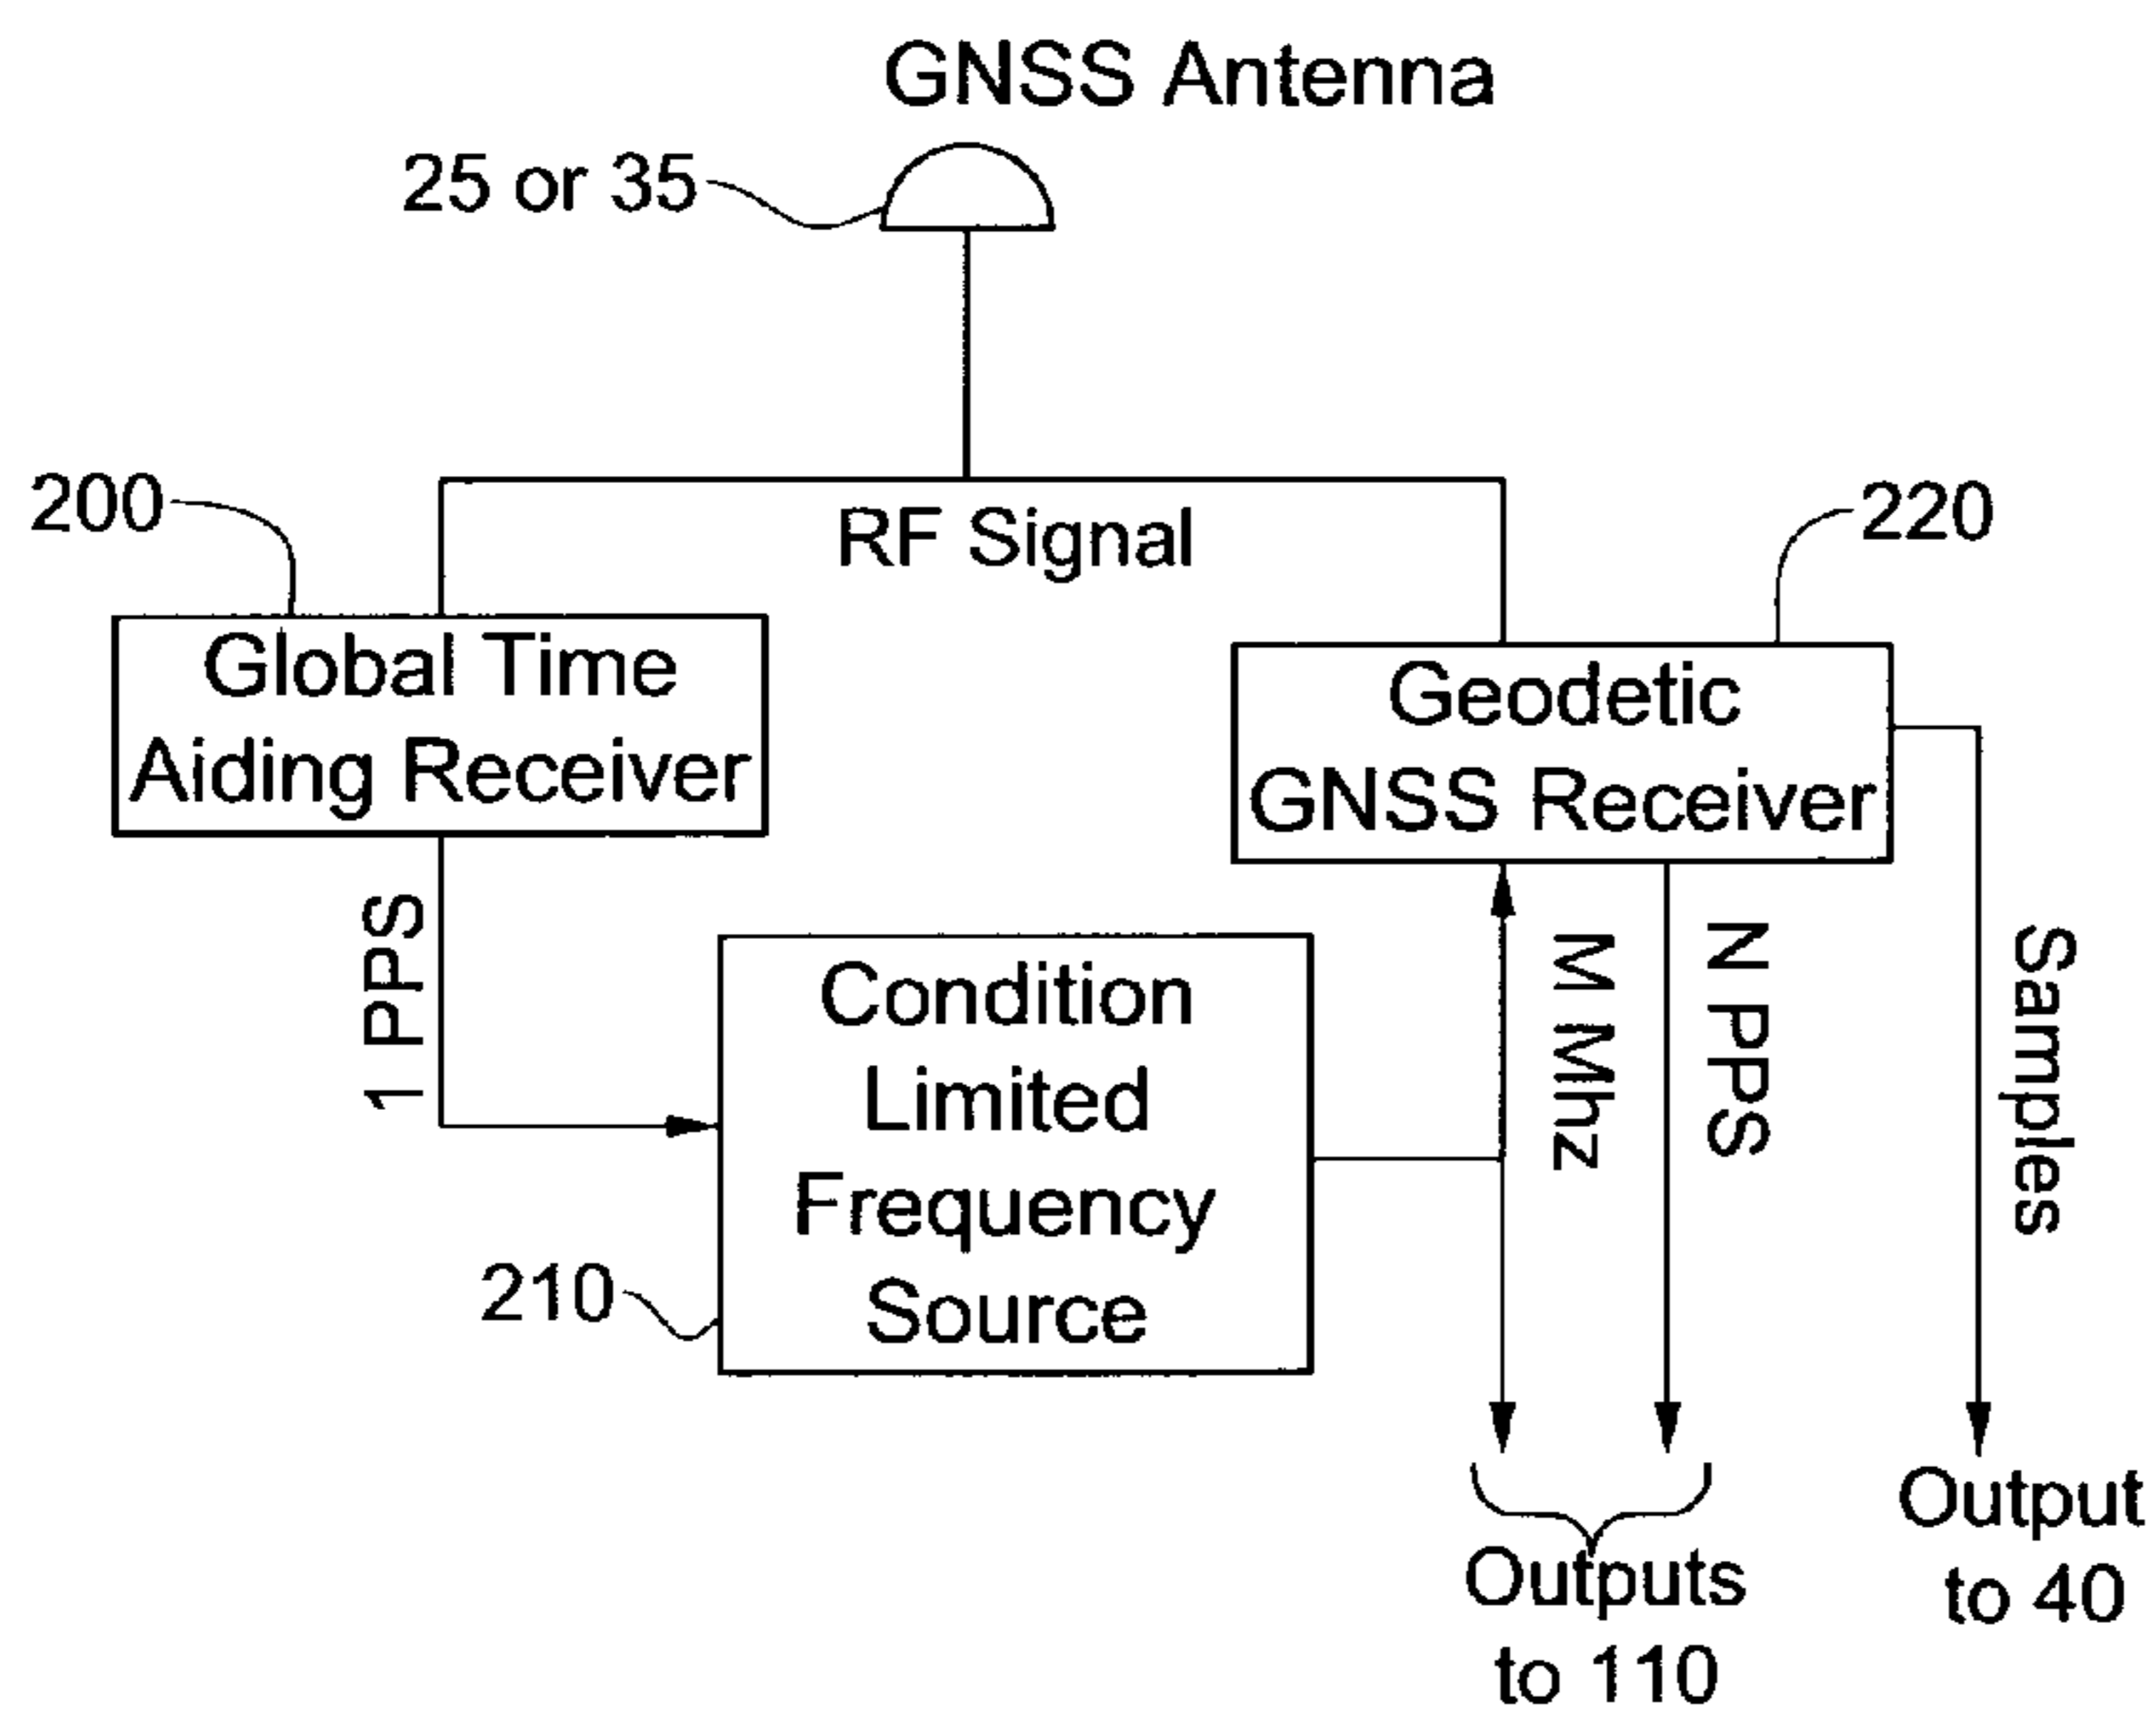 GNSS Antenna
25 or 35
200
RF Signal
220
Global Time
Aiding Receiver
Geodetic
GNSS Receiver
1 PPS
Condition
Limited
Frequency
Source
210
M Mhz
N PPS
Samples
Outputs
to 110
Output
to 40